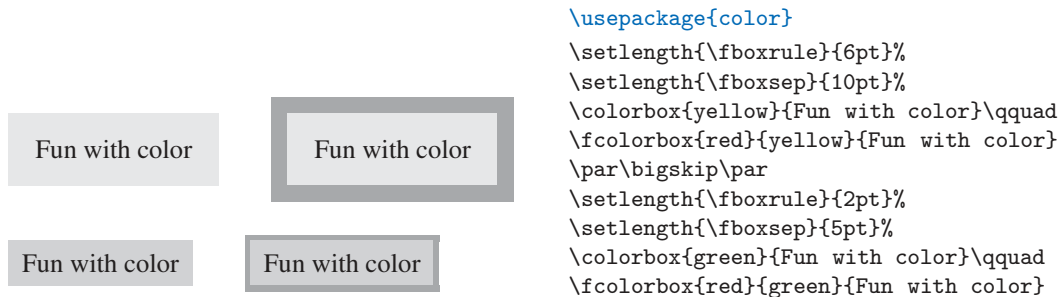 Fun with color
Fun with color
Fun with color
Fun with color
\usepackage{color}
\setlength{\fboxrule}{6pt}%
\setlength{\fboxsep}{10pt}%
\colorbox{yellow}{Fun with color}\qquad
\fcolorbox{red}{yellow}{Fun with color}
\par\bigskip\par
\setlength{\fboxrule}{2pt}%
\setlength{\fboxsep}{5pt}%
\colorbox{green}{Fun with color}\qquad
\fcolorbox{red}{green}{Fun with color}